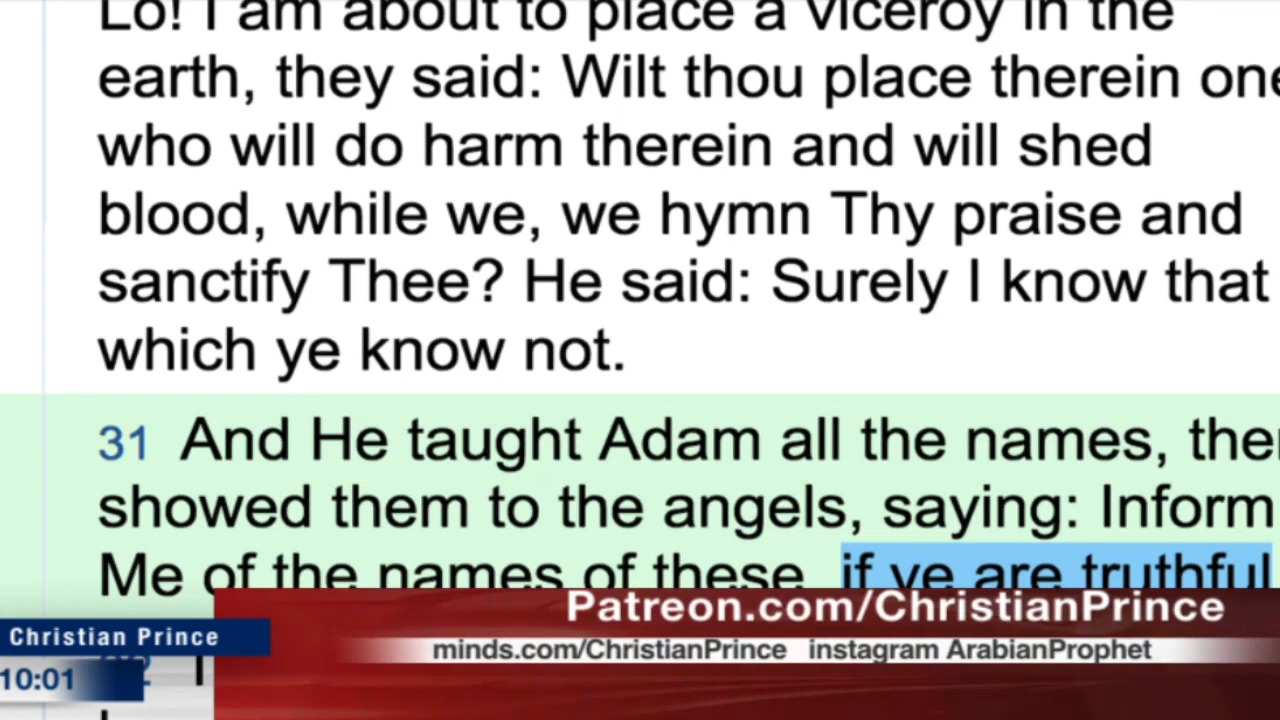 Lo! I am about to place a viceroy in the
earth, they said: Wilt thou place therein one
who will do harm therein and will shed
blood, while we, we hymn Thy praise and
sanctify Thee? He said: Surely I know that
which ye know not.
31 And He taught Adam all the names, then
showed them to the angels, saying: Inform
Me of the names of these, if ye are truthful
Patreon.com/ChristianPrince
Christian Prince
minds.com/ChristianPrince instagram ArabianProphet
10:01